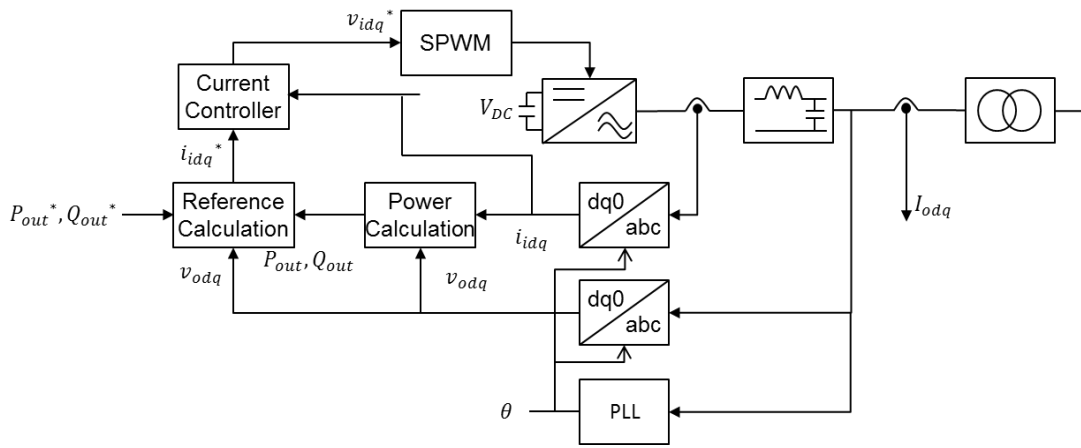 v_idq*
SPWM
Current
Controller
V_DC
i_idq*
P_out*, Q_out*
Reference
Calculation
Power
Calculation
dq0
abc
i_idq
I_odq
P_out, Q_out
v_odq
v_odq
dq0
abc
θ
PLL